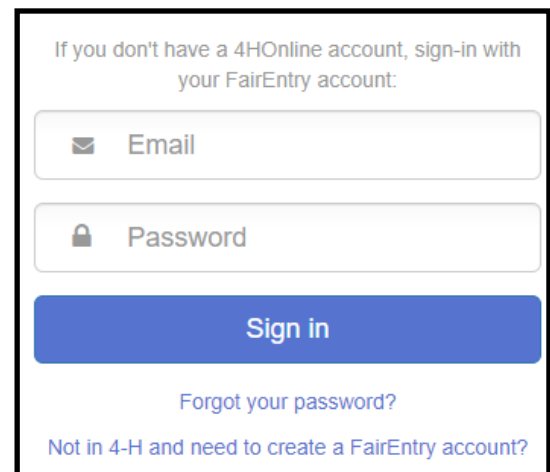 If you don't have a 4HOnline account, sign-in with
your FairEntry account:
Email
Password
Sign in
Forgot your password?
Not in 4-H and need to create a FairEntry account?